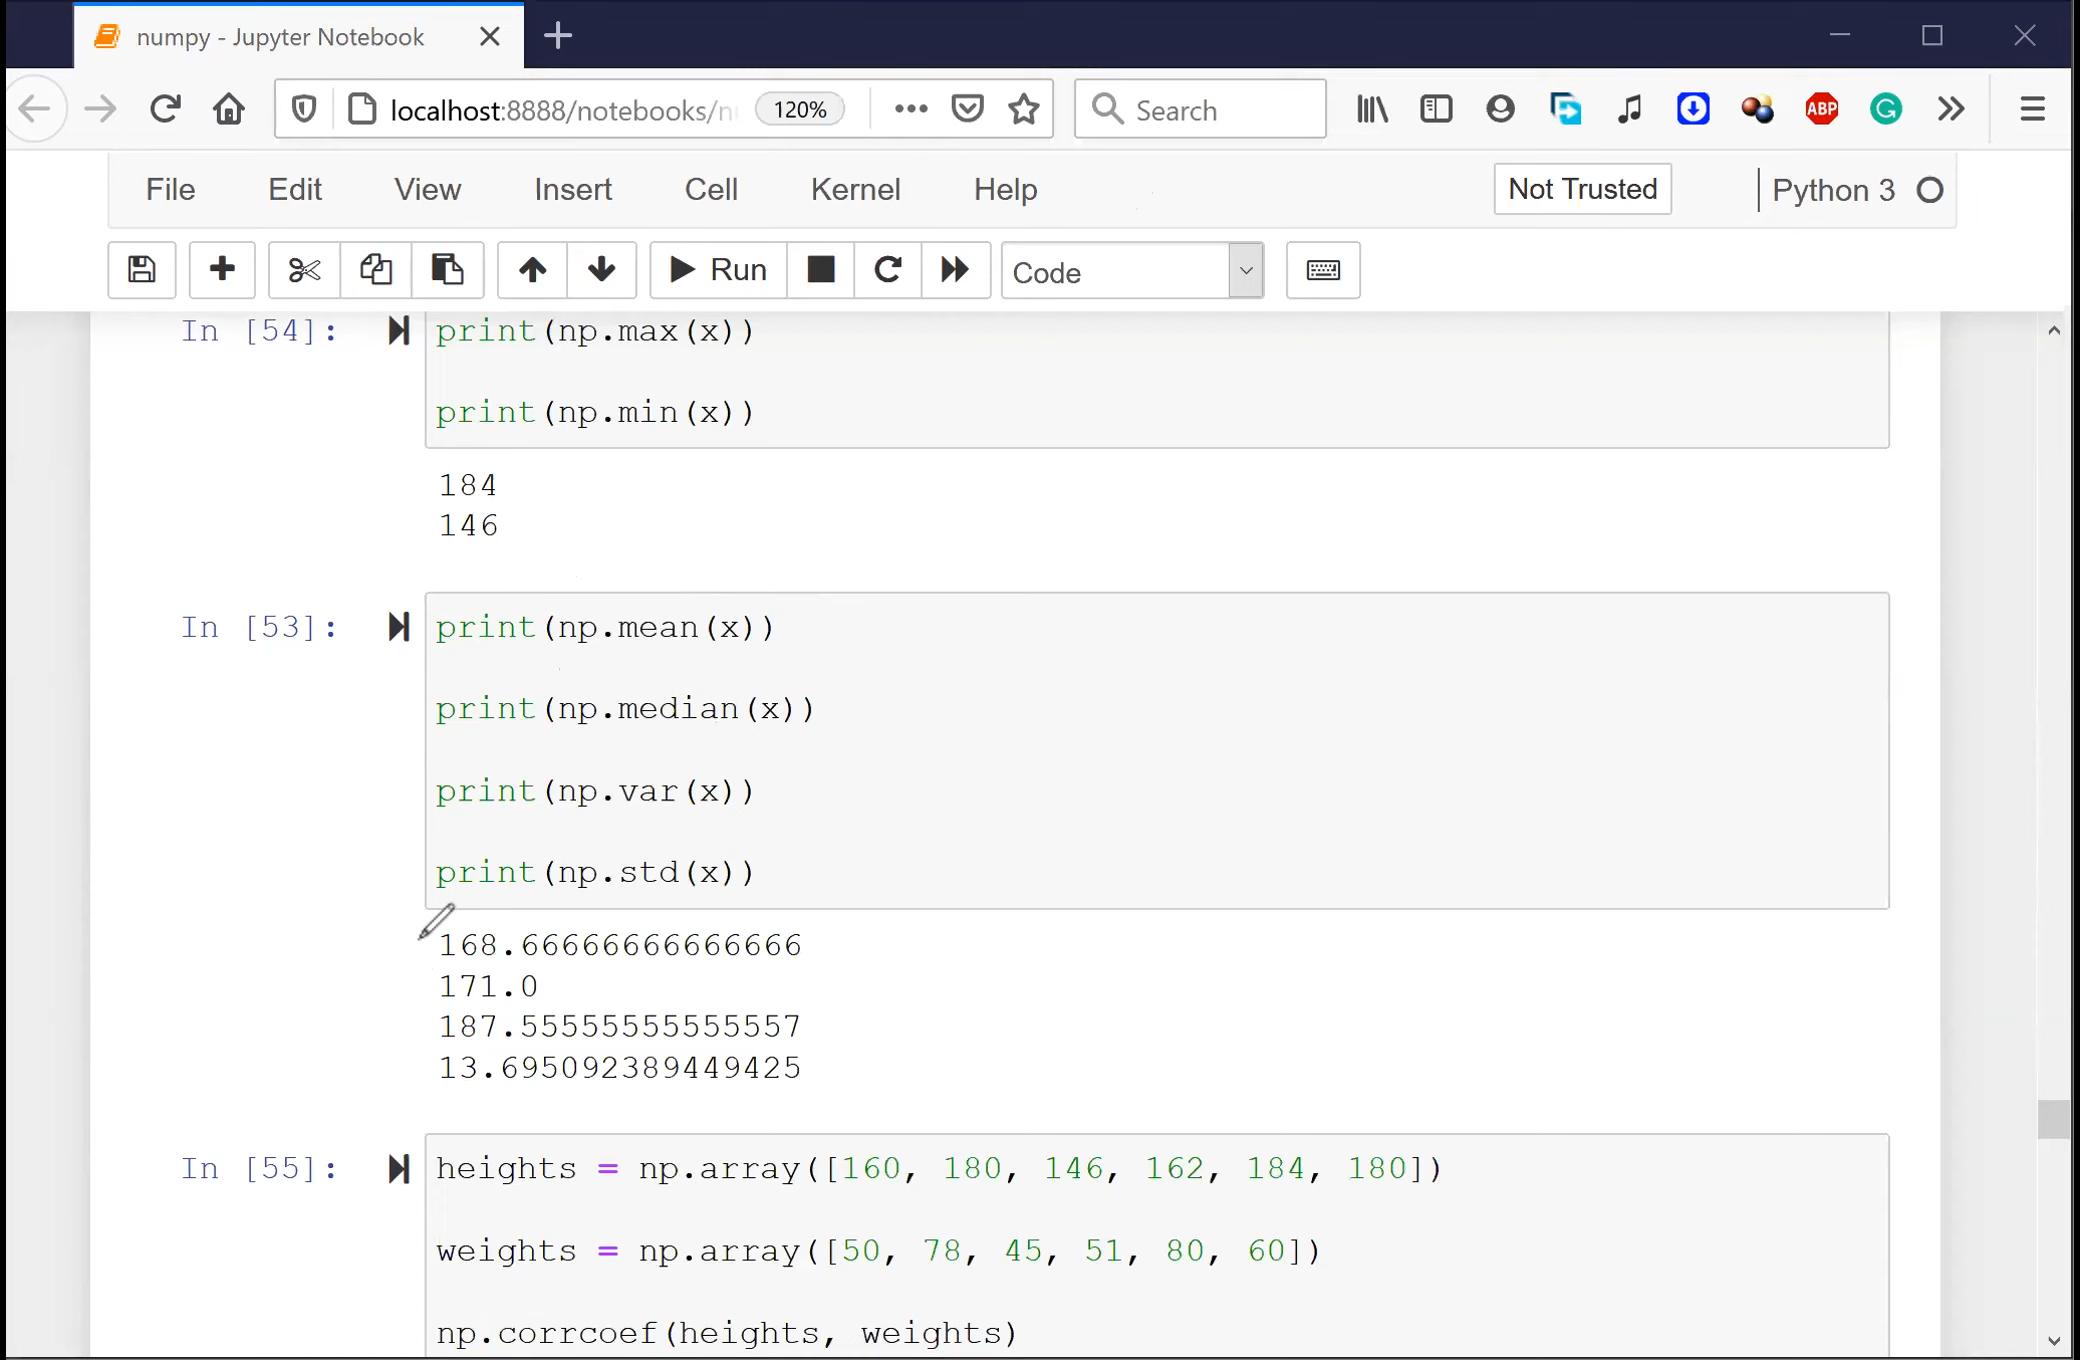 numpy - Jupyter Notebook
localhost:8888/notebooks/n
120%
Search
ABP
G
File Edit View Insert Cell Kernel Help
Not Trusted
Python 3
Run
Code
In [54]:
print(np.max(x))
print(np.min(x))
184
146
In [53]:
print(np.mean(x))
print(np.median(x))
print(np.var(x))
print(np.std(x))
168.66666666666666
171.0
187.55555555555557
13.695092389449425
In [55]:
heights = np.array([160, 180, 146, 162, 184, 180])
weights = np.array([50, 78, 45, 51, 80, 60])
np.corrcoef(heights, weights)